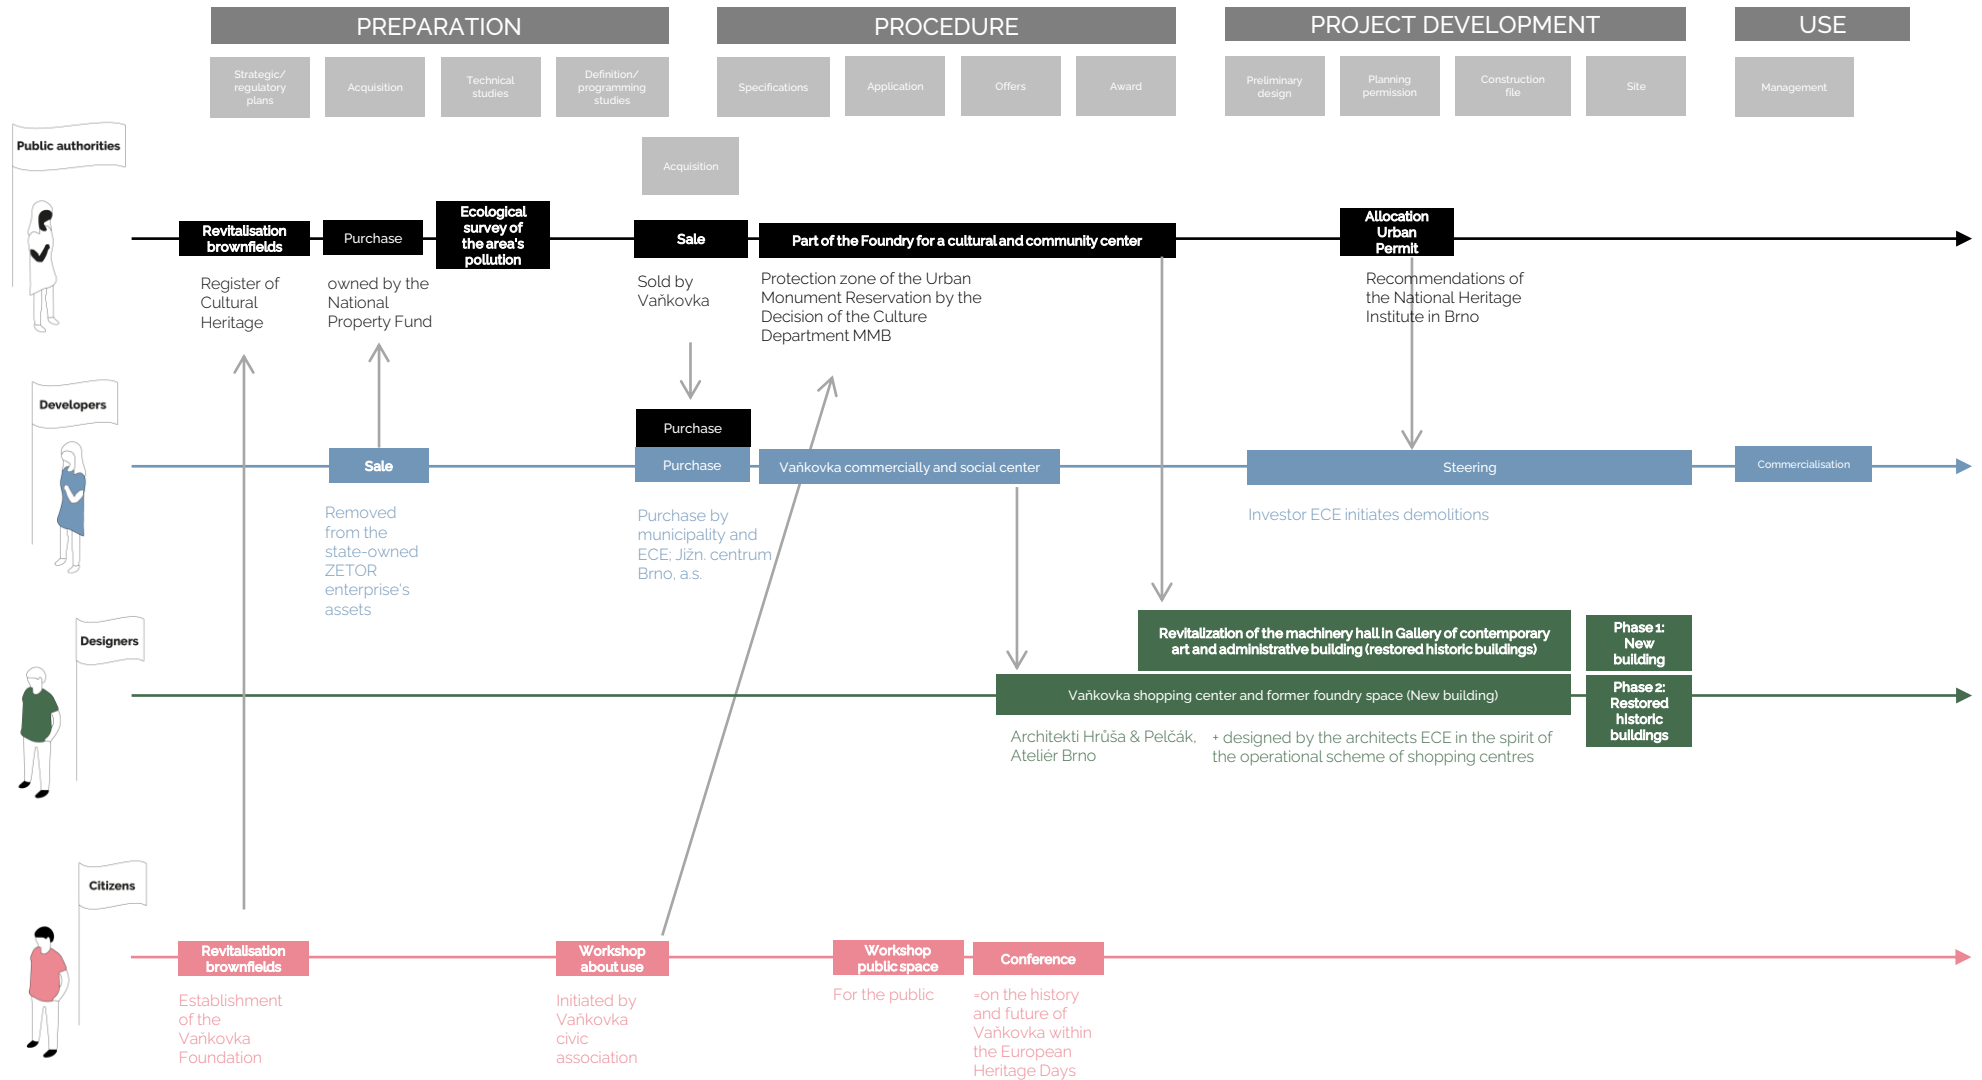 PREPARATION
PROCEDURE
PROJECT DEVELOPMENT
USE
Strategic/
regulatory
plans
Acquisition
Technical
studies
Definition/
programming
studies
Specifications
Application
Offers
Award
Preliminary
design
Planning
permission
Construction
file
Site
Management
Public authorities
Acquisition
Revitalisation
brownfields
Purchase
Ecological
survey of
the area's
pollution
Sale
Part of the Foundry for a cultural and community center
Allocation
Urban
Permit
Register of
Cultural
Heritage
owned by the
National
Property Fund
Sold by
Vaňkovka
Protection zone of the Urban
Monument Reservation by the
Decision of the Culture
Department MMB
Recommendations of
the National Heritage
Institute in Brno
Developers
Sale
Purchase
Purchase
Vaňkovka commercially and social center
Steering
Commercialisation
Removed
from the
state-owned
ZETOR
enterprise's
assets
Purchase by
municipality and
ECE; Jižn. centrum
Brno, a.s.
Investor ECE initiates demolitions
Designers
Revitalization of the machinery hall in Gallery of contemporary
art and administrative building (restored historic buildings)
Phase 1:
New
building
Vaňkovka shopping center and former foundry space (New building)
Phase 2:
Restored
historic
buildings
Architekti Hrůša & Pelčák,
Ateliér Brno
+ designed by the architects ECE in the spirit of
the operational scheme of shopping centres
Citizens
Revitalisation
brownfields
Workshop
about use
Workshop
public space
Conference
Establishment
of the
Vaňkovka
Foundation
Initiated by
Vaňkovka
civic
association
For the public
=on the history
and future of
Vaňkovka within
the European
Heritage Days